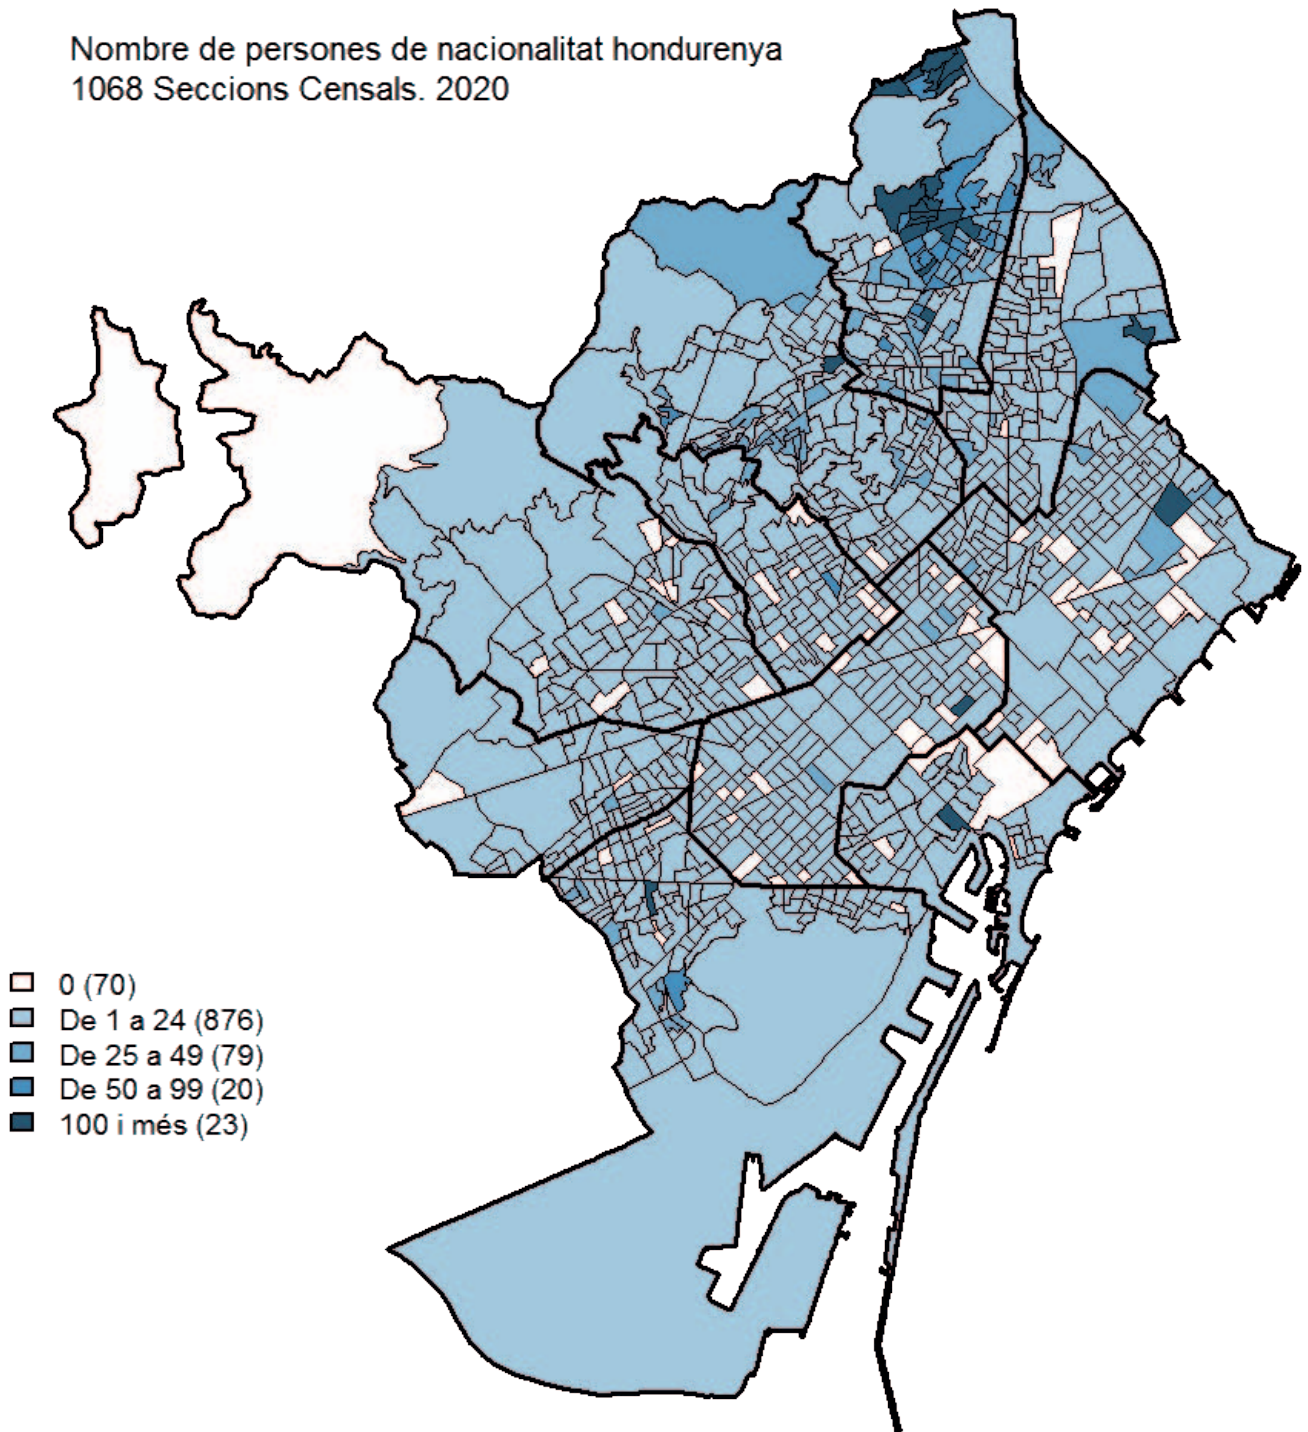 Nombre de persones de nacionalitat hondurenya
1068 Seccions Censals. 2020
0 (70)
De 1 a 24 (876)
De 25 a 49 (79)
De 50 a 99 (20)
100 i més (23)